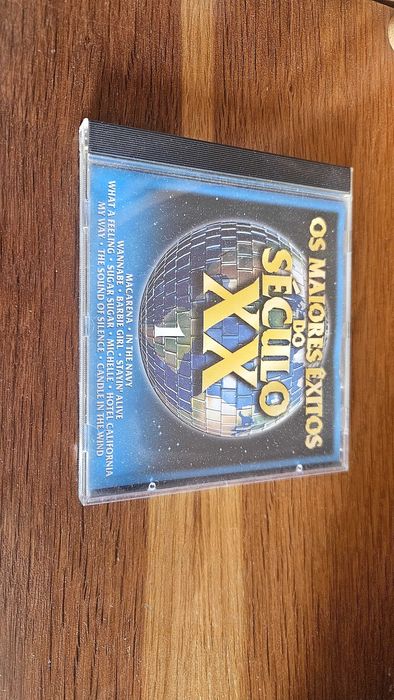 OS MAIORES ÊXITOS
DO
SÉCULO
XX
1
MACARENA • IN THE NAVY
WANNABE • BARBIE GIRL • STAYIN' ALIVE
WHAT A FEELING • SUGAR SUGAR • MICHELLE • HOTEL CALIFORNIA
MY WAY • THE SOUND OF SILENCE • CANDLE IN THE WIND